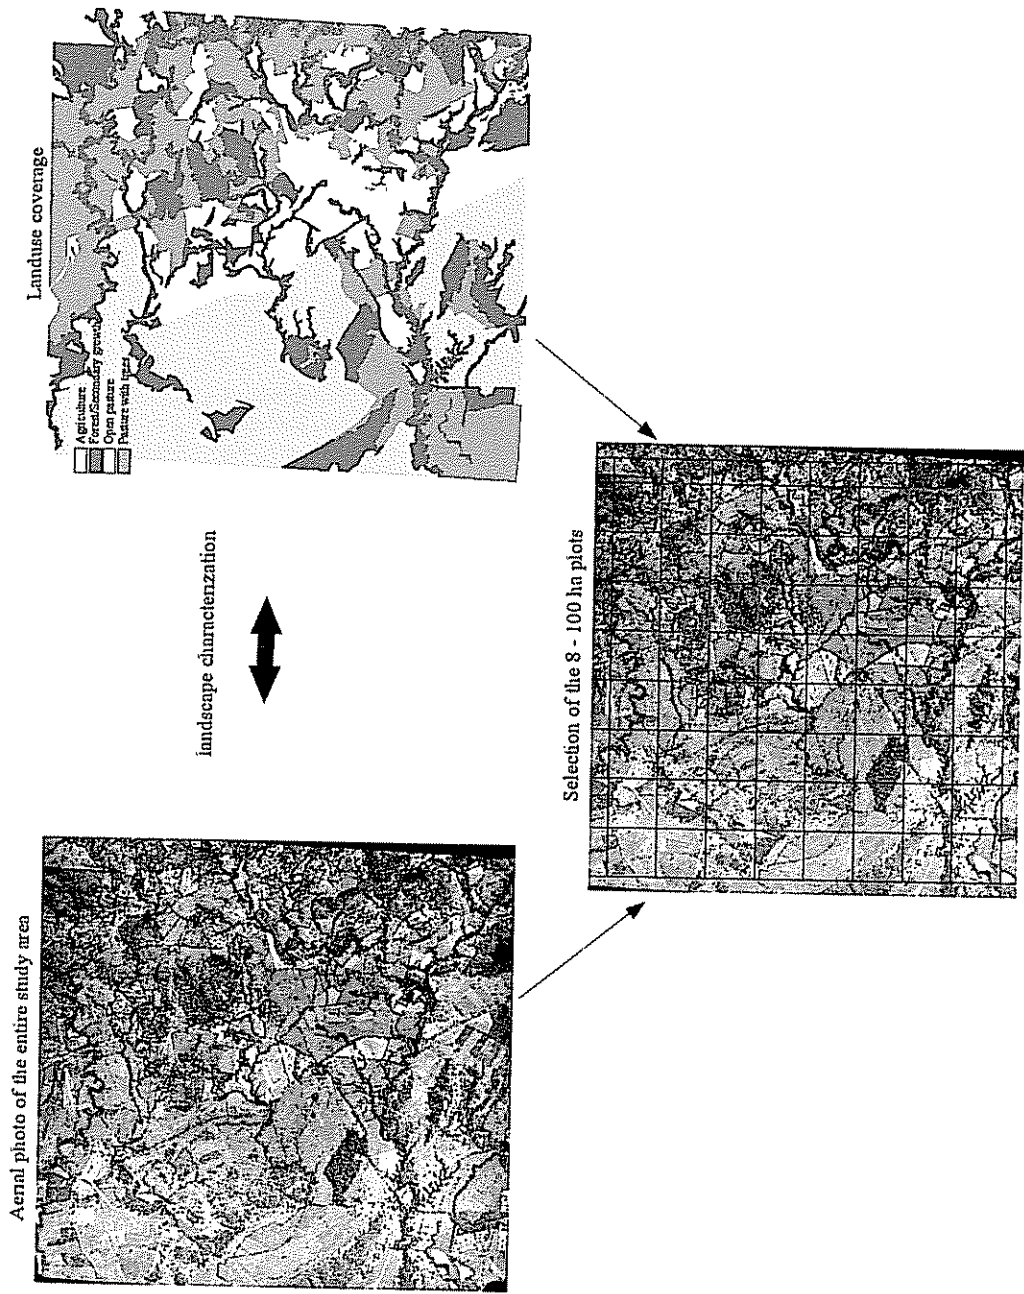 Aerial photo of the entire study area
landscape characterization
Landuse coverage
Agriculture
Forest/Secondary growth
Open pasture
Pasture with trees
Selection of the 8 - 100 ha plots